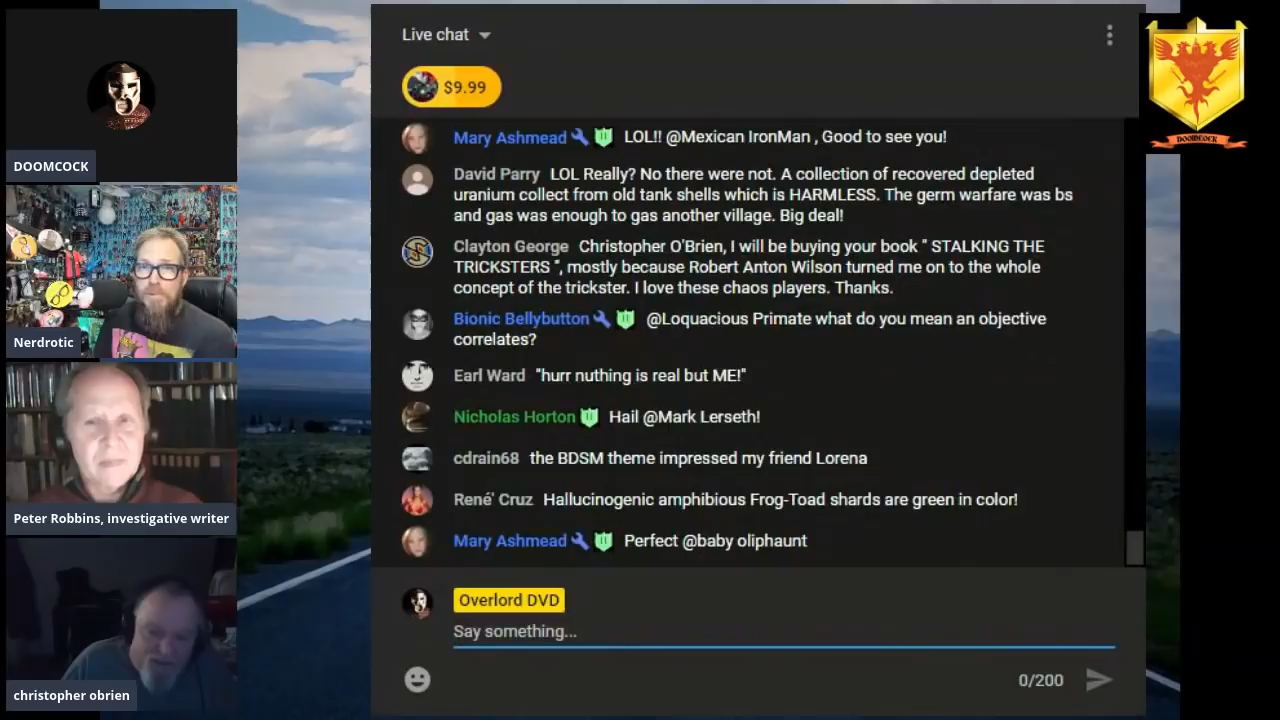 DOOMCOCK
Nerdrotic
Peter Robbins, investigative writer
christopher obrien
Live chat
$9.99
Mary Ashmead LOL!! @Mexican IronMan , Good to see you!
David Parry LOL Really? No there were not. A collection of recovered depleted
uranium collect from old tank shells which is HARMLESS. The germ warfare was bs
and gas was enough to gas another village. Big deal!
Clayton George Christopher O'Brien, I will be buying your book " STALKING THE
TRICKSTERS ", mostly because Robert Anton Wilson turned me on to the whole
concept of the trickster. I love these chaos players. Thanks.
Bionic Bellybutton @Loquacious Primate what do you mean an objective
correlates?
Earl Ward "hurr nuthing is real but ME!"
Nicholas Horton Hail @Mark Lerseth!
cdrain68 the BDSM theme impressed my friend Lorena
René' Cruz Hallucinogenic amphibious Frog-Toad shards are green in color!
Mary Ashmead Perfect @baby oliphaunt
Overlord DVD
Say something...
0/200
DOOMCOCK